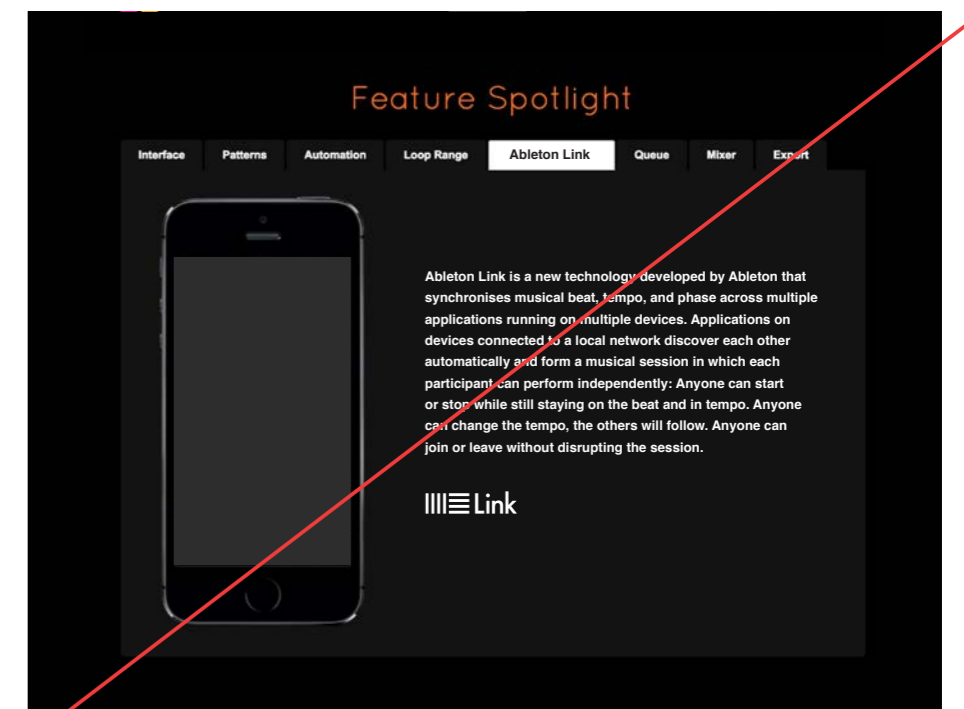 Feature Spotlight
Interface Patterns Automation Loop Range Ableton Link Queue Mixer Export
Ableton Link is a new technology developed by Ableton that
synchronises musical beat, tempo, and phase across multiple
applications running on multiple devices. Applications on
devices connected to a local network discover each other
automatically and form a musical session in which each
participant can perform independently: Anyone can start
or stop while still staying on the beat and in tempo. Anyone
can change the tempo, the others will follow. Anyone can
join or leave without disrupting the session.
Link